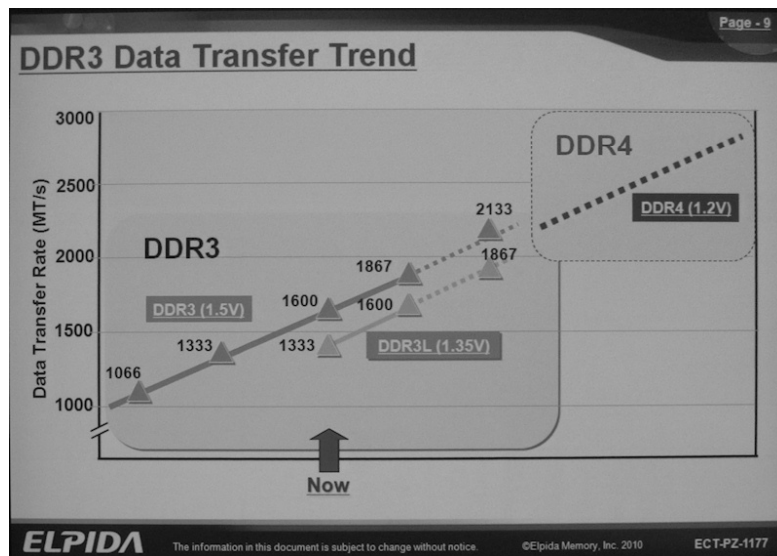 Page - 9
DDR3 Data Transfer Trend
Data Transfer Rate (MT/s)
3000
2500
2000
1500
1000
DDR3
DDR4
DDR3 (1.5V)
DDR3L (1.35V)
DDR4 (1.2V)
1066
1333
1600
1867
2133
1333
1600
1867
Now
ELPIDA
The information in this document is subject to change without notice.
©Elpida Memory, Inc. 2010
ECT-PZ-1177